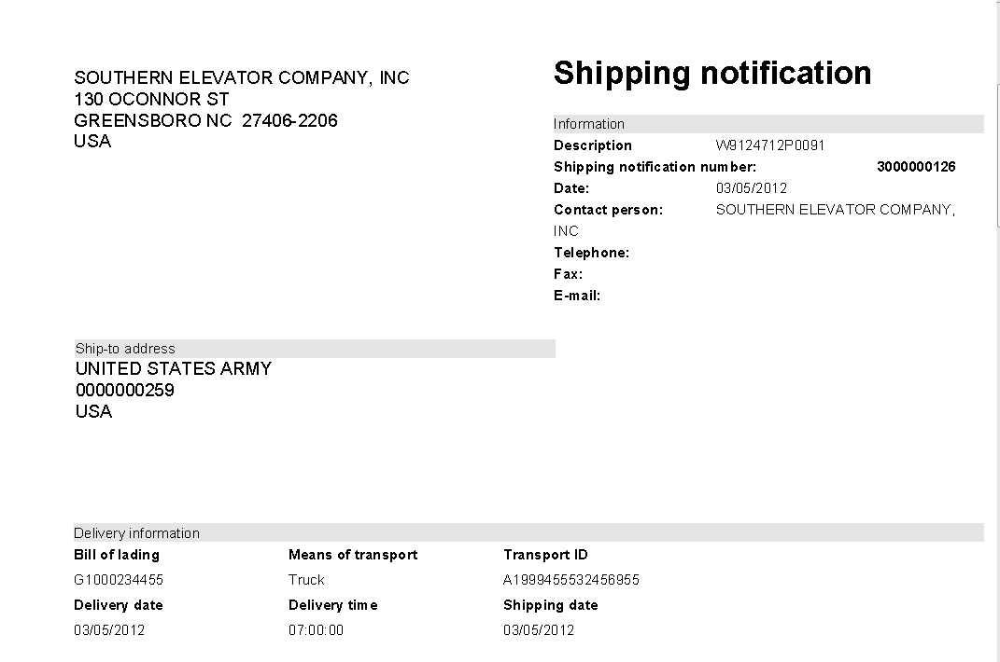 SOUTHERN ELEVATOR COMPANY, INC
130 OCONNOR ST
GREENSBORO NC  27406-2206
USA
Shipping notification
Information
Description W9124712P0091
Shipping notification number: 3000000126
Date: 03/05/2012
Contact person: SOUTHERN ELEVATOR COMPANY,
INC
Telephone:
Fax:
E-mail:
Ship-to address
UNITED STATES ARMY
0000000259
USA
Delivery information
Bill of lading Means of transport Transport ID
G1000234455 Truck A1999455532456955
Delivery date Delivery time Shipping date
03/05/2012 07:00:00 03/05/2012